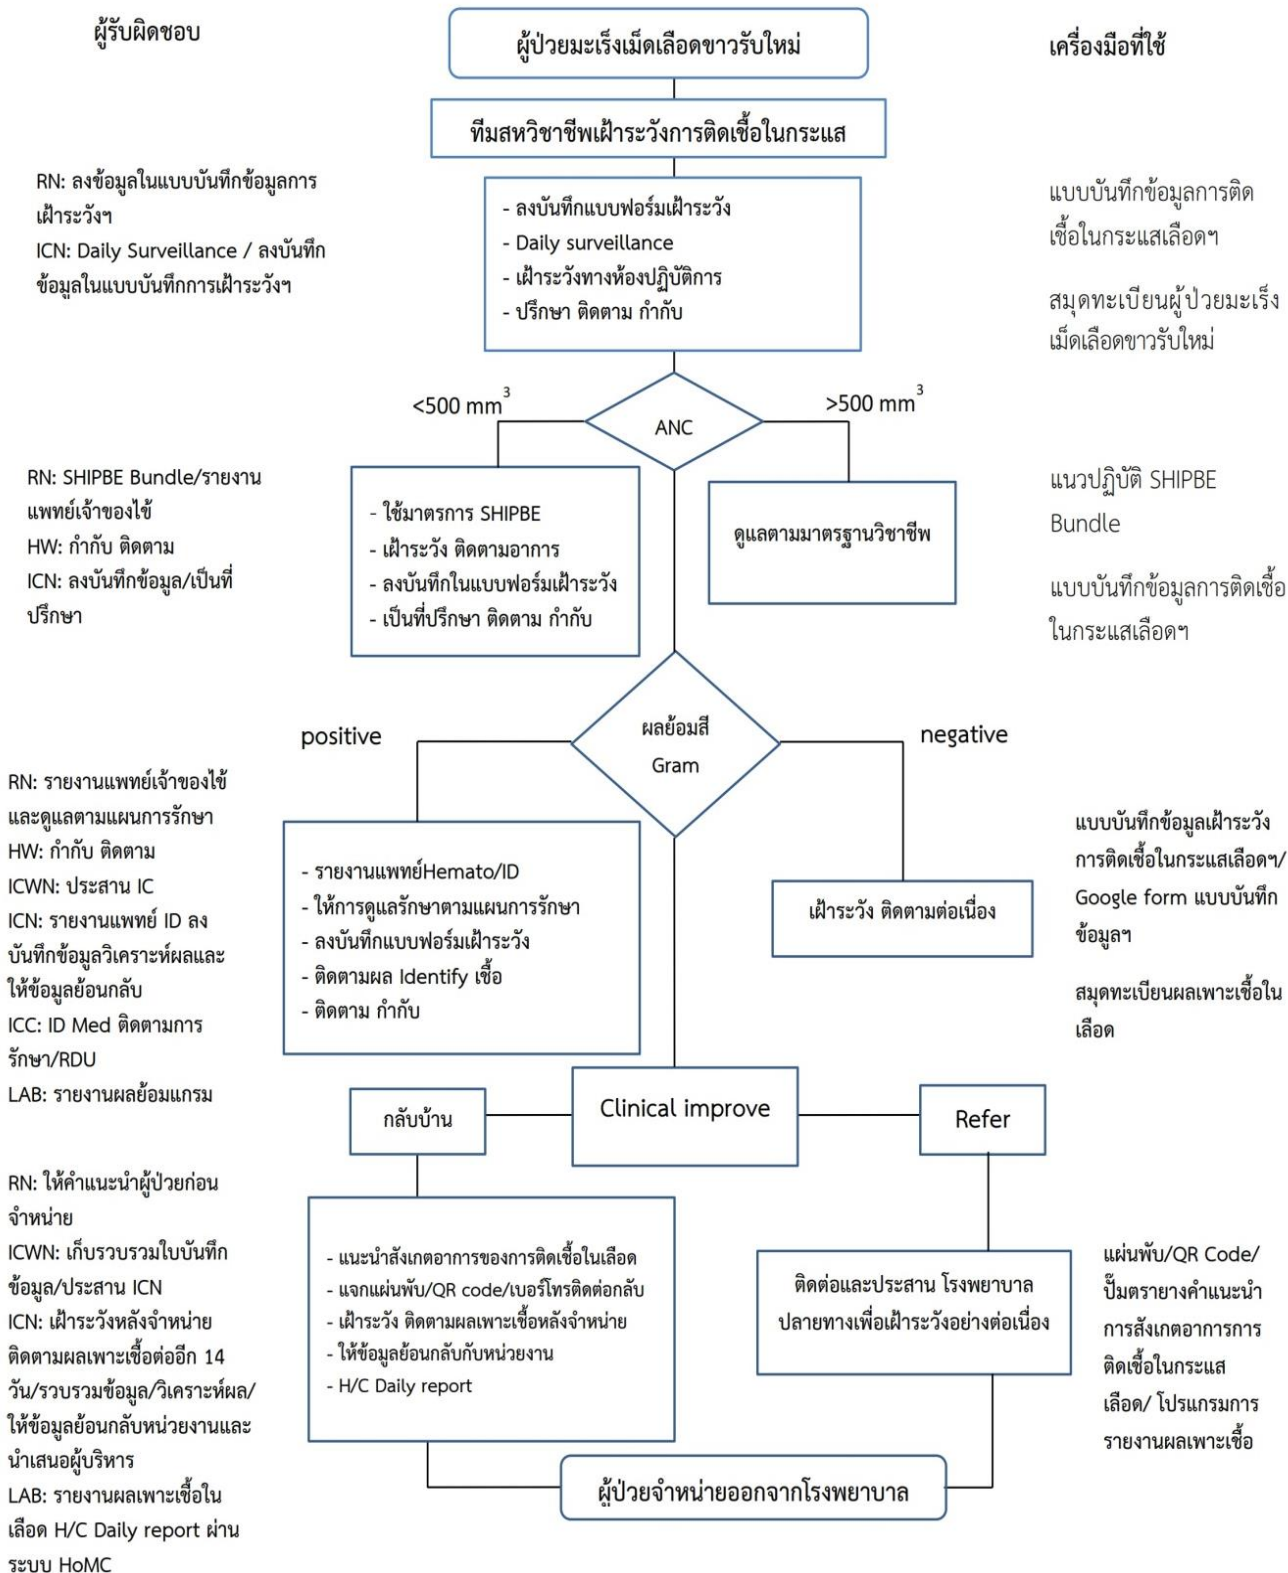 ผู้รับผิดชอบ
ผู้ป่วยมะเร็งเม็ดเลือดขาวรับใหม่
เครื่องมือที่ใช้
ทีมสหวิชาชีพเฝ้าระวังการติดเชื้อในกระแส
RN: ลงข้อมูลในแบบบันทึกข้อมูลการ
เฝ้าระวังฯ
ICN: Daily Surveillance / ลงบันทึก
ข้อมูลในแบบบันทึกการเฝ้าระวังฯ
- ลงบันทึกแบบฟอร์มเฝ้าระวัง
- Daily surveillance
- เฝ้าระวังทางห้องปฏิบัติการ
- ปรึกษา ติดตาม กำกับ
แบบบันทึกข้อมูลการติด
เชื้อในกระแสเลือดฯ
สมุดทะเบียนผู้ป่วยมะเร็ง
เม็ดเลือดขาวรับใหม่
<500 mm³
ANC
>500 mm³
RN: SHIPBE Bundle/รายงาน
แพทย์เจ้าของไข้
HW: กำกับ ติดตาม
ICN: ลงบันทึกข้อมูล/เป็นที่
ปรึกษา
- ใช้มาตรการ SHIPBE
- เฝ้าระวัง ติดตามอาการ
- ลงบันทึกในแบบฟอร์มเฝ้าระวัง
- เป็นที่ปรึกษา ติดตาม กำกับ
ดูแลตามมาตรฐานวิชาชีพ
แนวปฏิบัติ SHIPBE
Bundle
แบบบันทึกข้อมูลการติดเชื้อ
ในกระแสเลือดฯ
positive
ผลย้อมสี
Gram
negative
RN: รายงานแพทย์เจ้าของไข้
และดูแลตามแผนการรักษา
HW: กำกับ ติดตาม
ICWN: ประสาน IC
ICN: รายงานแพทย์ ID ลง
บันทึกข้อมูลวิเคราะห์ผลและ
ให้ข้อมูลย้อนกลับ
ICC: ID Med ติดตามการ
รักษา/RDU
LAB: รายงานผลย้อมแกรม
- รายงานแพทย์Hemato/ID
- ให้การดูแลรักษาตามแผนการรักษา
- ลงบันทึกแบบฟอร์มเฝ้าระวัง
- ติดตามผล Identify เชื้อ
- ติดตาม กำกับ
เฝ้าระวัง ติดตามต่อเนื่อง
แบบบันทึกข้อมูลเฝ้าระวัง
การติดเชื้อในกระแสเลือดฯ/
Google form แบบบันทึก
ข้อมูลฯ
สมุดทะเบียนผลเพาะเชื้อใน
เลือด
กลับบ้าน
Clinical improve
Refer
RN: ให้คำแนะนำผู้ป่วยก่อน
จำหน่าย
ICWN: เก็บรวบรวมใบบันทึก
ข้อมูล/ประสาน ICN
ICN: เฝ้าระวังหลังจำหน่าย
ติดตามผลเพาะเชื้อต่ออีก 14
วัน/รวบรวมข้อมูล/วิเคราะห์ผล/
ให้ข้อมูลย้อนกลับหน่วยงานและ
นำเสนอผู้บริหาร
LAB: รายงานผลเพาะเชื้อใน
เลือด H/C Daily report ผ่าน
ระบบ HoMC
- แนะนำสังเกตอาการของการติดเชื้อในเลือด
- แจกแผ่นพับ/QR code/เบอร์โทรติดต่อกลับ
- เฝ้าระวัง ติดตามผลเพาะเชื้อหลังจำหน่าย
- ให้ข้อมูลย้อนกลับกับหน่วยงาน
- H/C Daily report
ติดต่อและประสาน โรงพยาบาล
ปลายทางเพื่อเฝ้าระวังอย่างต่อเนื่อง
แผ่นพับ/QR Code/
ปั๊มตรายางคำแนะนำ
การสังเกตอาการการ
ติดเชื้อในกระแส
เลือด/ โปรแกรมการ
รายงานผลเพาะเชื้อ
ผู้ป่วยจำหน่ายออกจากโรงพยาบาล